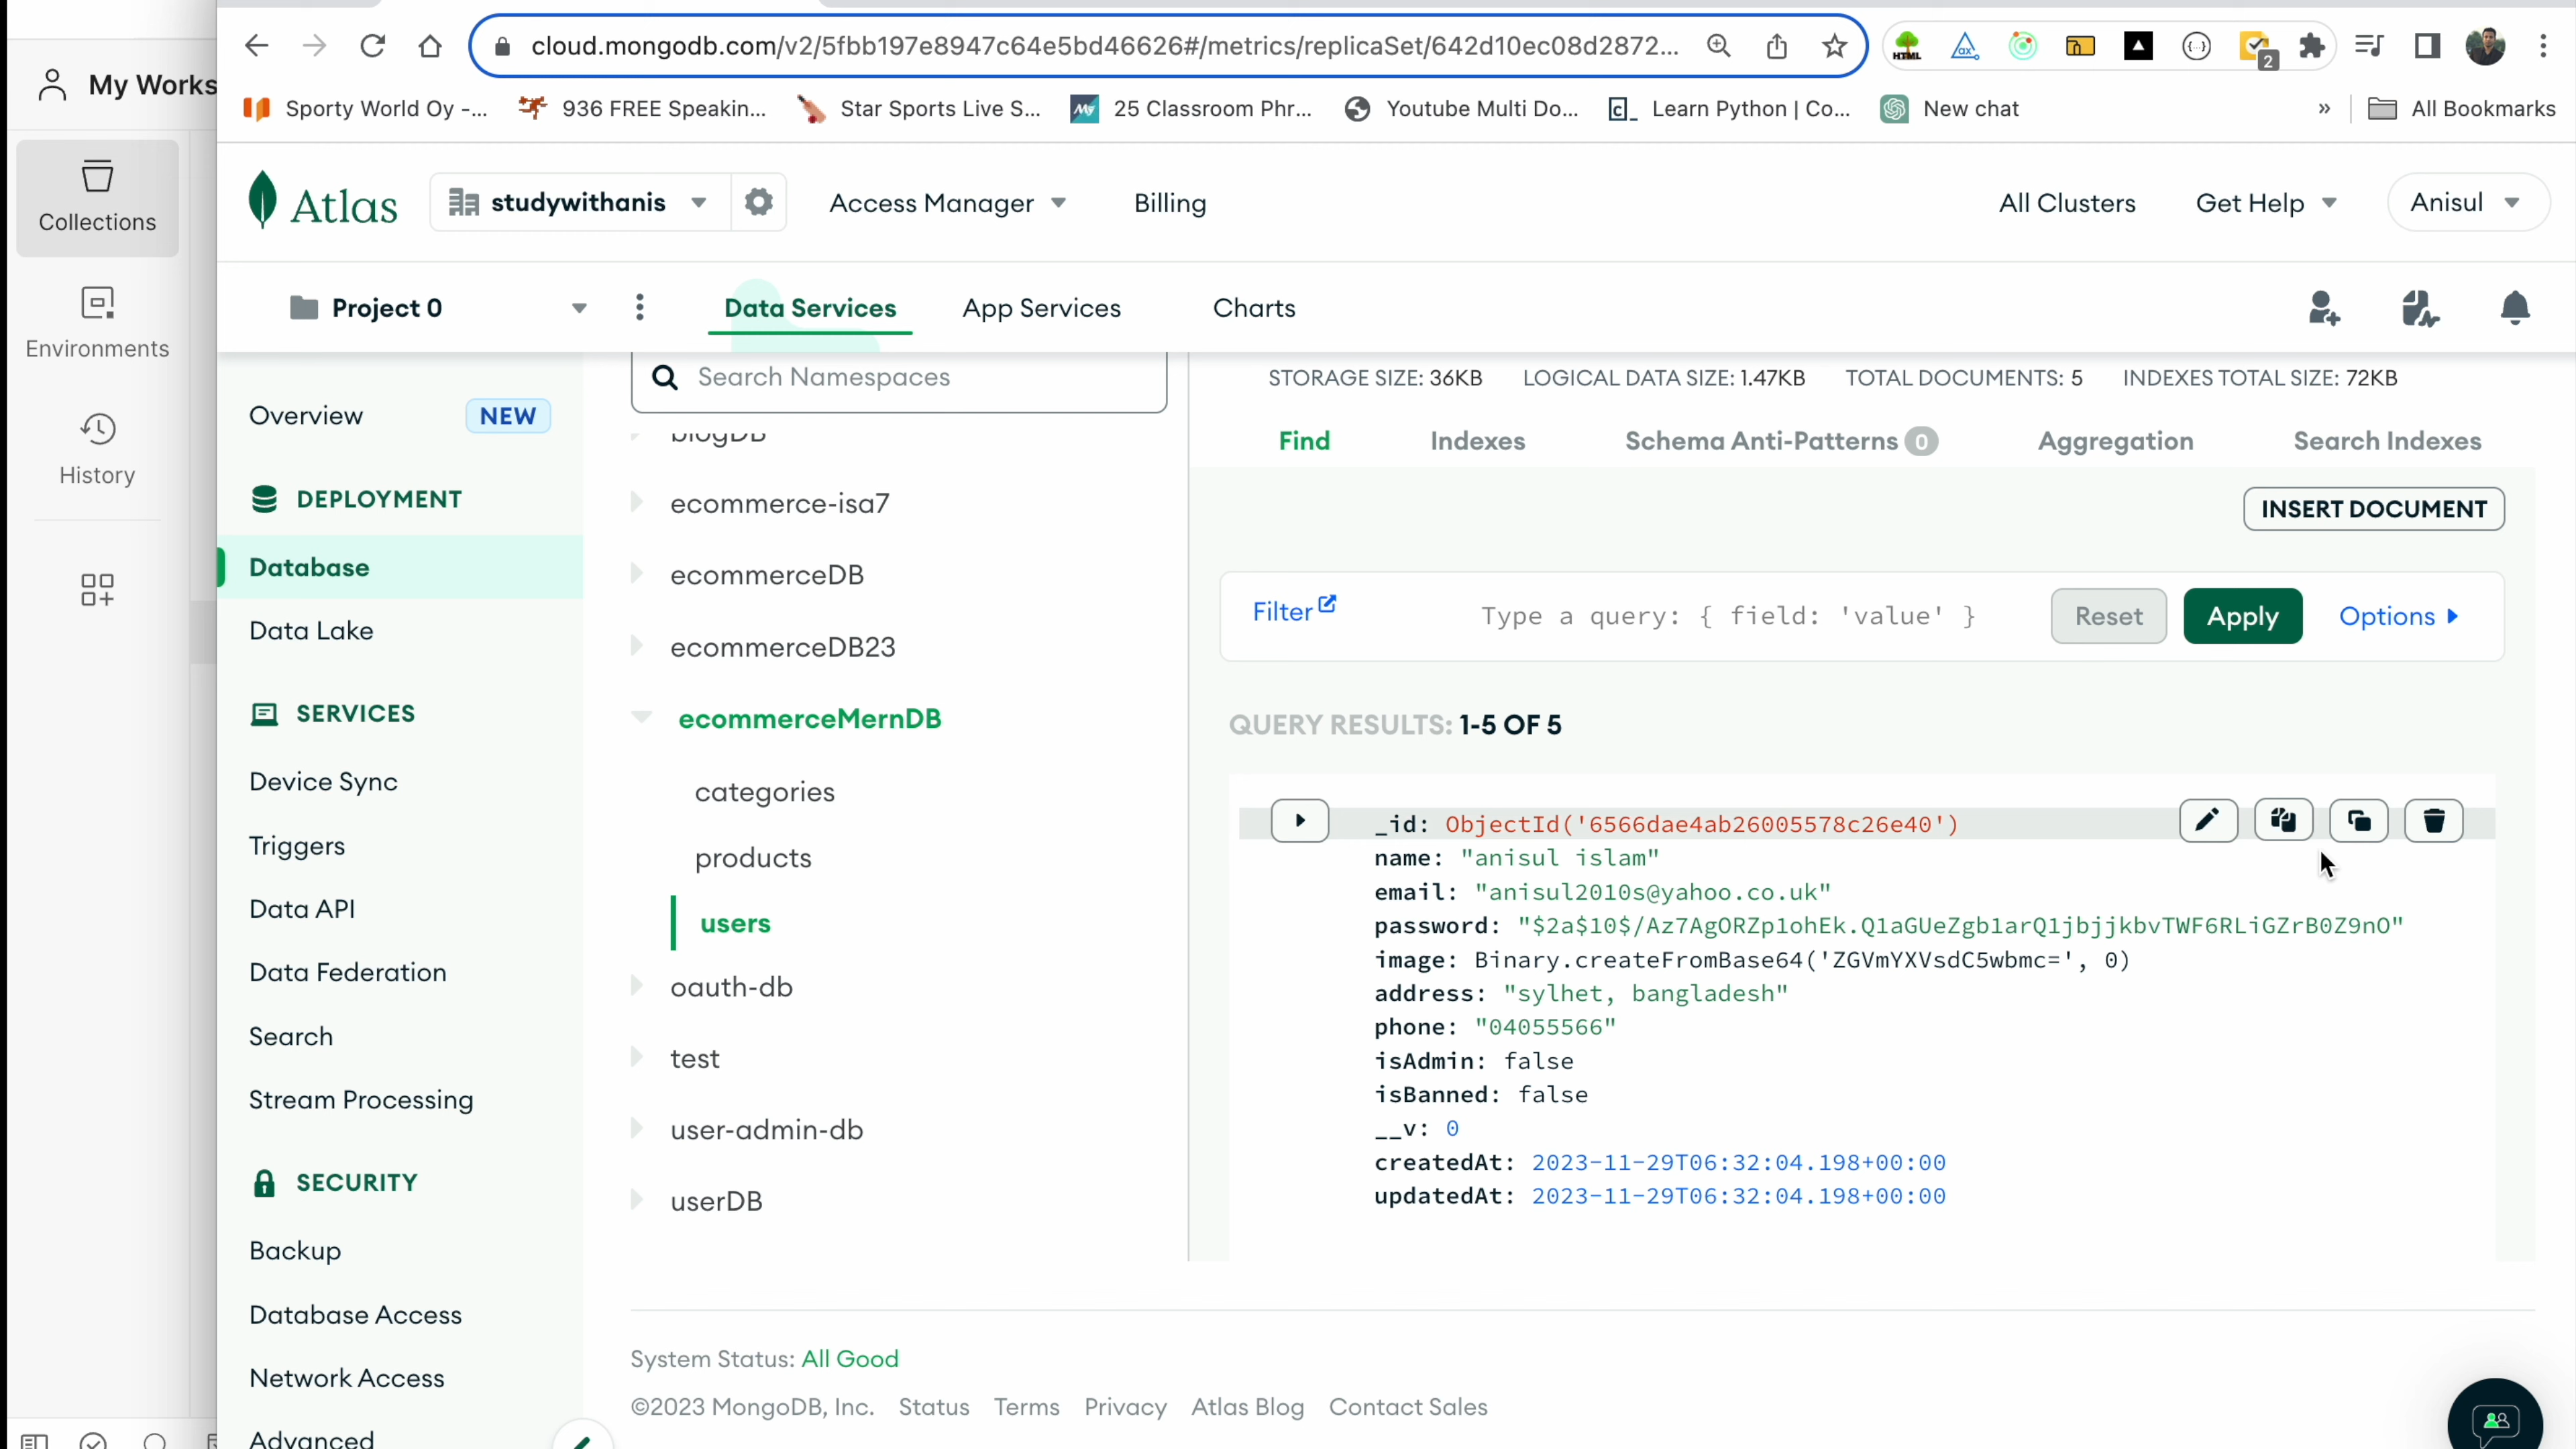 My Works
Collections
Environments
History
cloud.mongodb.com/v2/5fbb197e8947c64e5bd46626#/metrics/replicaSet/642d10ec08d2872...
HTML
2
Sporty World Oy -...
936 FREE Speakin...
Star Sports Live S...
25 Classroom Phr...
Youtube Multi Do...
Learn Python | Co...
New chat
» All Bookmarks
Atlas
studywithanis
Access Manager
Billing
All Clusters
Get Help
Anisul
Project 0
Data Services
App Services
Charts
Overview NEW
DEPLOYMENT
Database
Data Lake
SERVICES
Device Sync
Triggers
Data API
Data Federation
Search
Stream Processing
SECURITY
Backup
Database Access
Network Access
Advanced
Search Namespaces
blogDB
ecommerce-isa7
ecommerceDB
ecommerceDB23
ecommerceMernDB
categories
products
users
oauth-db
test
user-admin-db
userDB
STORAGE SIZE: 36KB LOGICAL DATA SIZE: 1.47KB TOTAL DOCUMENTS: 5 INDEXES TOTAL SIZE: 72KB
Find Indexes Schema Anti-Patterns 0 Aggregation Search Indexes
INSERT DOCUMENT
Filter Type a query: { field: 'value' } Reset Apply Options
QUERY RESULTS: 1-5 OF 5
_id: ObjectId('6566dae4ab26005578c26e40')
name: "anisul islam"
email: "anisul2010s@yahoo.co.uk"
password: "$2a$10$/Az7AgORZp1ohEk.Q1aGUeZgb1arQ1jbjjkbvTWF6RLiGZrB0Z9nO"
image: Binary.createFromBase64('ZGVmYXVsdC5wbmc=', 0)
address: "sylhet, bangladesh"
phone: "04055566"
isAdmin: false
isBanned: false
__v: 0
createdAt: 2023-11-29T06:32:04.198+00:00
updatedAt: 2023-11-29T06:32:04.198+00:00
System Status: All Good
©2023 MongoDB, Inc. Status Terms Privacy Atlas Blog Contact Sales